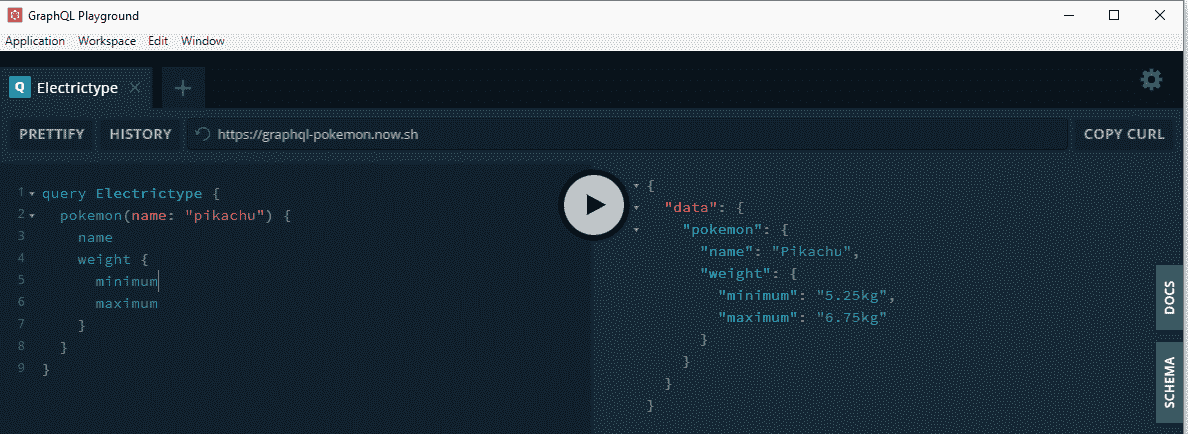 GraphQL Playground
Application Workspace Edit Window
Q Electrictype
PRETTIFY HISTORY https://graphql-pokemon.now.sh COPY CURL
1 query Electrictype {
2 pokemon(name: "pikachu") {
3 name
4 weight {
5 minimum
6 maximum
7 }
8 }
9 }
{
"data": {
"pokemon": {
"name": "Pikachu",
"weight": {
"minimum": "5.25kg",
"maximum": "6.75kg"
}
}
}
}
DOCS
SCHEMA